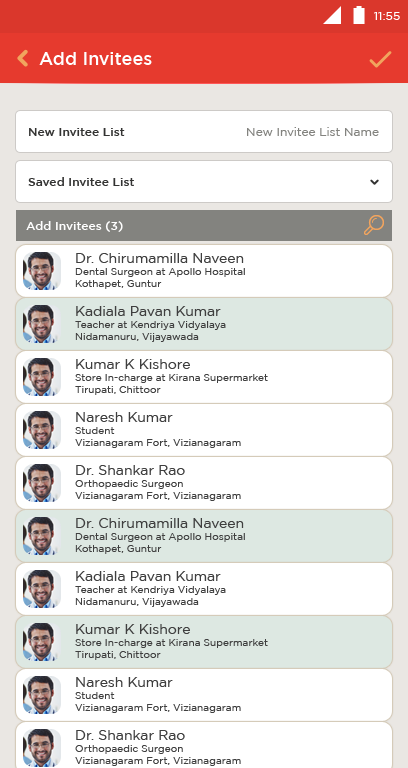 11:55
Add Invitees
New Invitee List
New Invitee List Name
Saved Invitee List
Add Invitees (3)
Dr. Chirumamilla Naveen
Dental Surgeon at Apollo Hospital
Kothapet, Guntur
Kadiala Pavan Kumar
Teacher at Kendriya Vidyalaya
Nidamanuru, Vijayawada
Kumar K Kishore
Store In-charge at Kirana Supermarket
Tirupati, Chittoor
Naresh Kumar
Student
Vizianagaram Fort, Vizianagaram
Dr. Shankar Rao
Orthopaedic Surgeon
Vizianagaram Fort, Vizianagaram
Dr. Chirumamilla Naveen
Dental Surgeon at Apollo Hospital
Kothapet, Guntur
Kadiala Pavan Kumar
Teacher at Kendriya Vidyalaya
Nidamanuru, Vijayawada
Kumar K Kishore
Store In-charge at Kirana Supermarket
Tirupati, Chittoor
Naresh Kumar
Student
Vizianagaram Fort, Vizianagaram
Dr. Shankar Rao
Orthopaedic Surgeon
Vizianagaram Fort, Vizianagaram